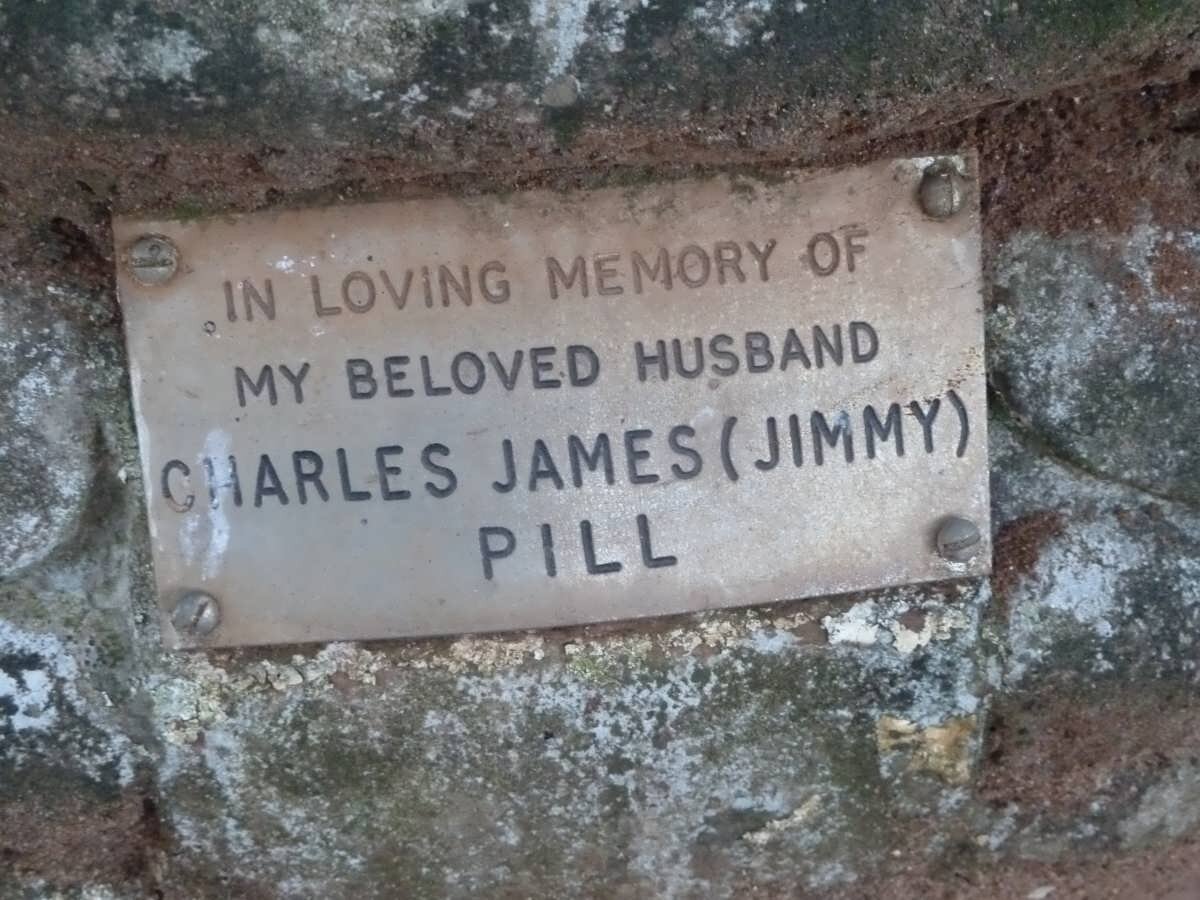 IN LOVING MEMORY OF
MY BELOVED HUSBAND
CHARLES JAMES (JIMMY)
PILL